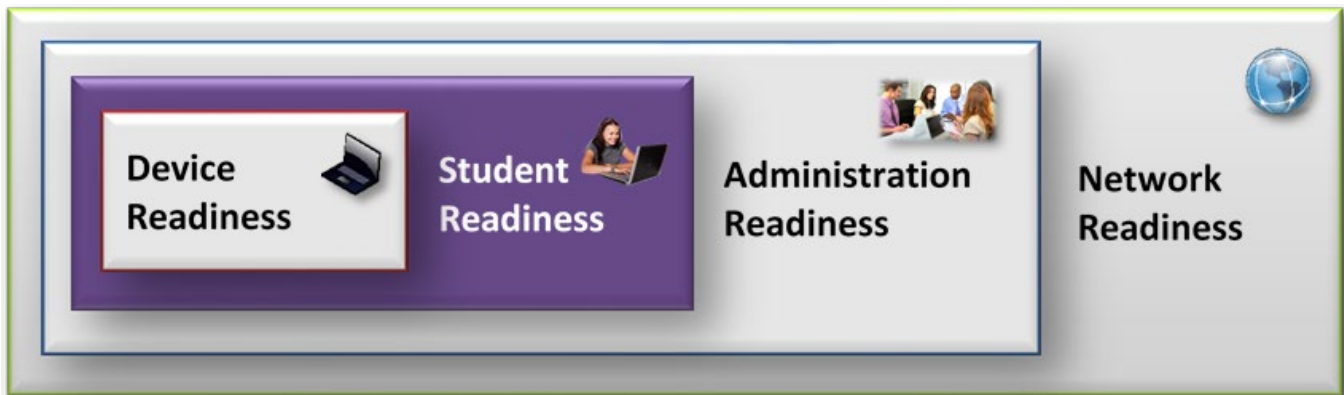 Device
Readiness
Student
Readiness
Administration
Readiness
Network
Readiness